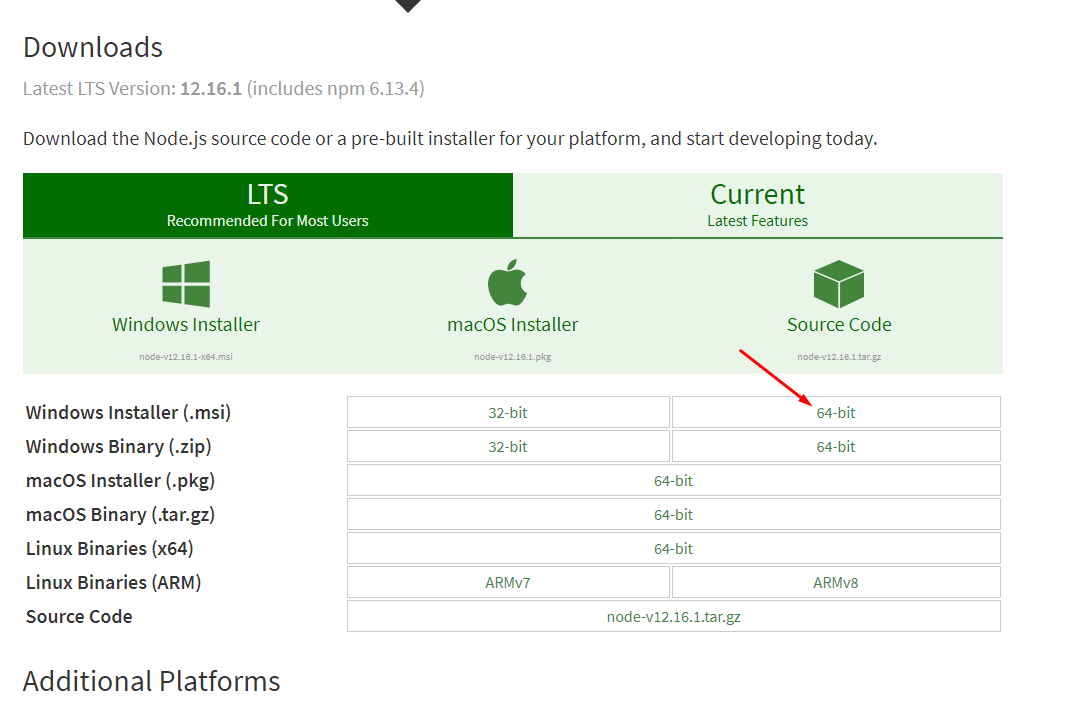 Downloads
Latest LTS Version: 12.16.1 (includes npm 6.13.4)
Download the Node.js source code or a pre-built installer for your platform, and start developing today.
LTS
Recommended For Most Users
Current
Latest Features
Windows Installer
node-v12.16.1-x64.msi
macOS Installer
node-v12.16.1.pkg
Source Code
node-v12.16.1.tar.gz
Windows Installer (.msi) 32-bit 64-bit
Windows Binary (.zip) 32-bit 64-bit
macOS Installer (.pkg) 64-bit
macOS Binary (.tar.gz) 64-bit
Linux Binaries (x64) 64-bit
Linux Binaries (ARM) ARMv7 ARMv8
Source Code node-v12.16.1.tar.gz
Additional Platforms